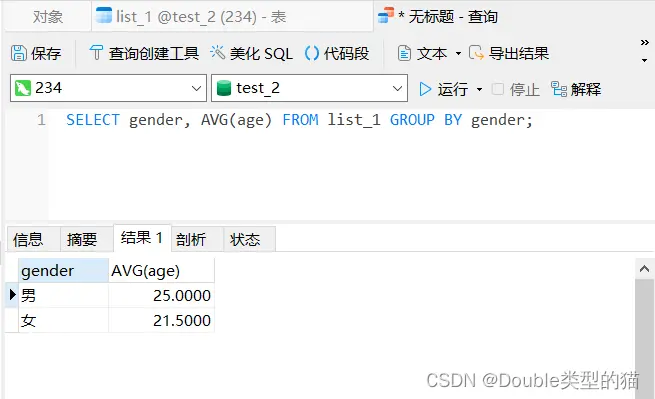 对象 list_1 @test_2 (234) - 表 * 无标题 - 查询
保存 查询创建工具 美化 SQL () 代码段 文本 导出结果 »
234 test_2 运行 停止 解释
1 SELECT gender, AVG(age) FROM list_1 GROUP BY gender;
信息 摘要 结果 1 剖析 状态
gender AVG(age)
男 25.0000
女 21.5000
CSDN @Double类型的猫